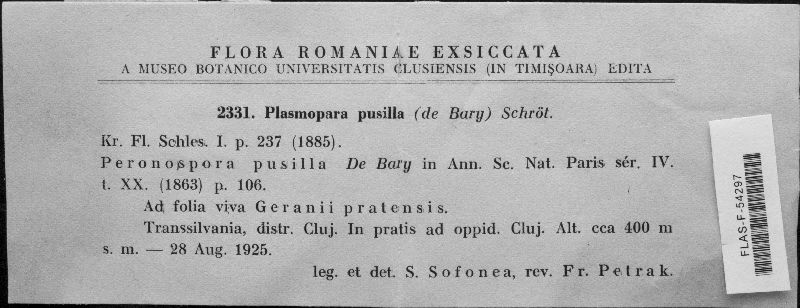 FLORA ROMANIAE EXSICCATA
A MUSEO BOTANICO UNIVERSITATIS CLUSIENSIS (IN TIMIȘOARA) EDITA
2331. Plasmopara pusilla (de Bary) Schröt.
Kr. Fl. Schles. I. p. 237 (1885).
Peronospora pusilla De Bary in Ann. Sc. Nat. Paris sér. IV.
t. XX. (1863) p. 106.
Ad folia viva Geranii pratensis.
Transsilvania, distr. Cluj. In pratis ad oppid. Cluj. Alt. cca 400 m
s. m. — 28 Aug. 1925.
leg. et det. S. Sofonea, rev. Fr. Petrak.
FLAS-F-54297